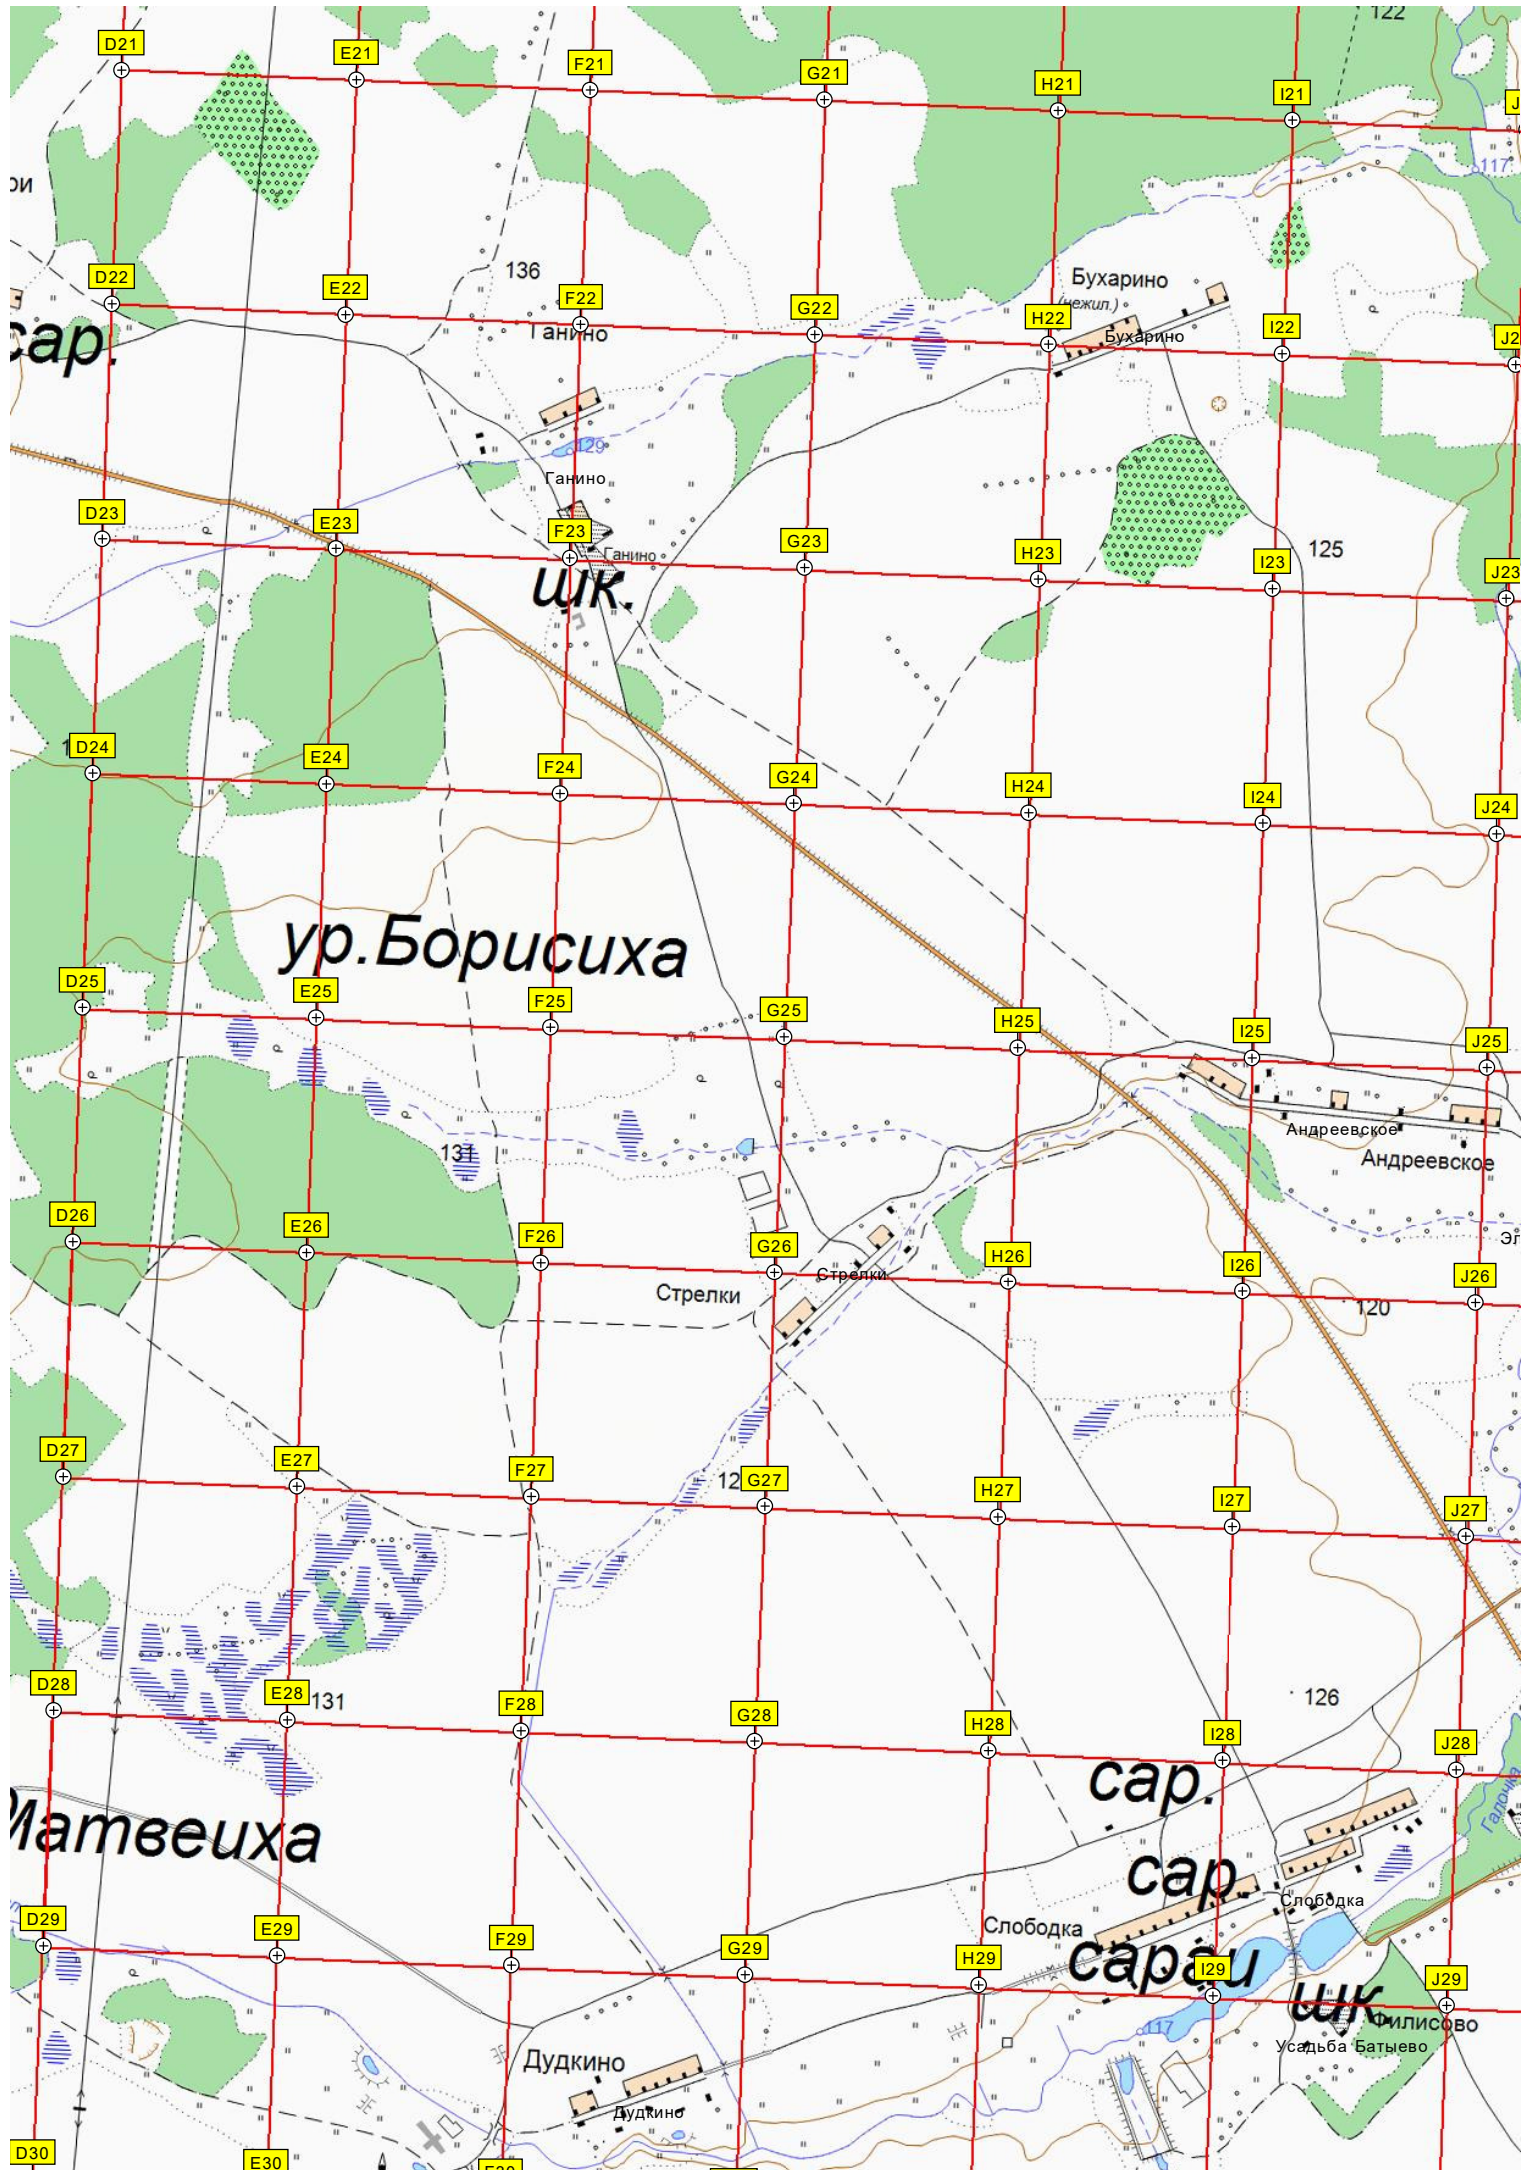 122
D21
E21
F21
G21
H21
I21
117
136
Бухарино
(нежил.)
D22
E22
F22
G22
H22
I22
Ганино
Бухарино
сар.
129
Ганино
D23
E23
F23
G23
H23
I23
J23
Ганино
125
шк.
D24
E24
F24
G24
H24
I24
J24
ур.Борисиха
D25
E25
F25
G25
H25
I25
J25
Андреевское
131
Андреевское
D26
E26
F26
G26
H26
I26
J26
Стрелки
Стрелки
120
D27
E27
F27
G27
H27
I27
J27
D28
E28
F28
G28
H28
I28
J28
131
126
сар.
Галочка
Матвеиха
сар.
Слободка
Слободка
D29
E29
F29
G29
H29
I29
J29
сараи
шк.
Филисово
117
Усадьба Батыево
Дудкино
Дудкино
D30
E30